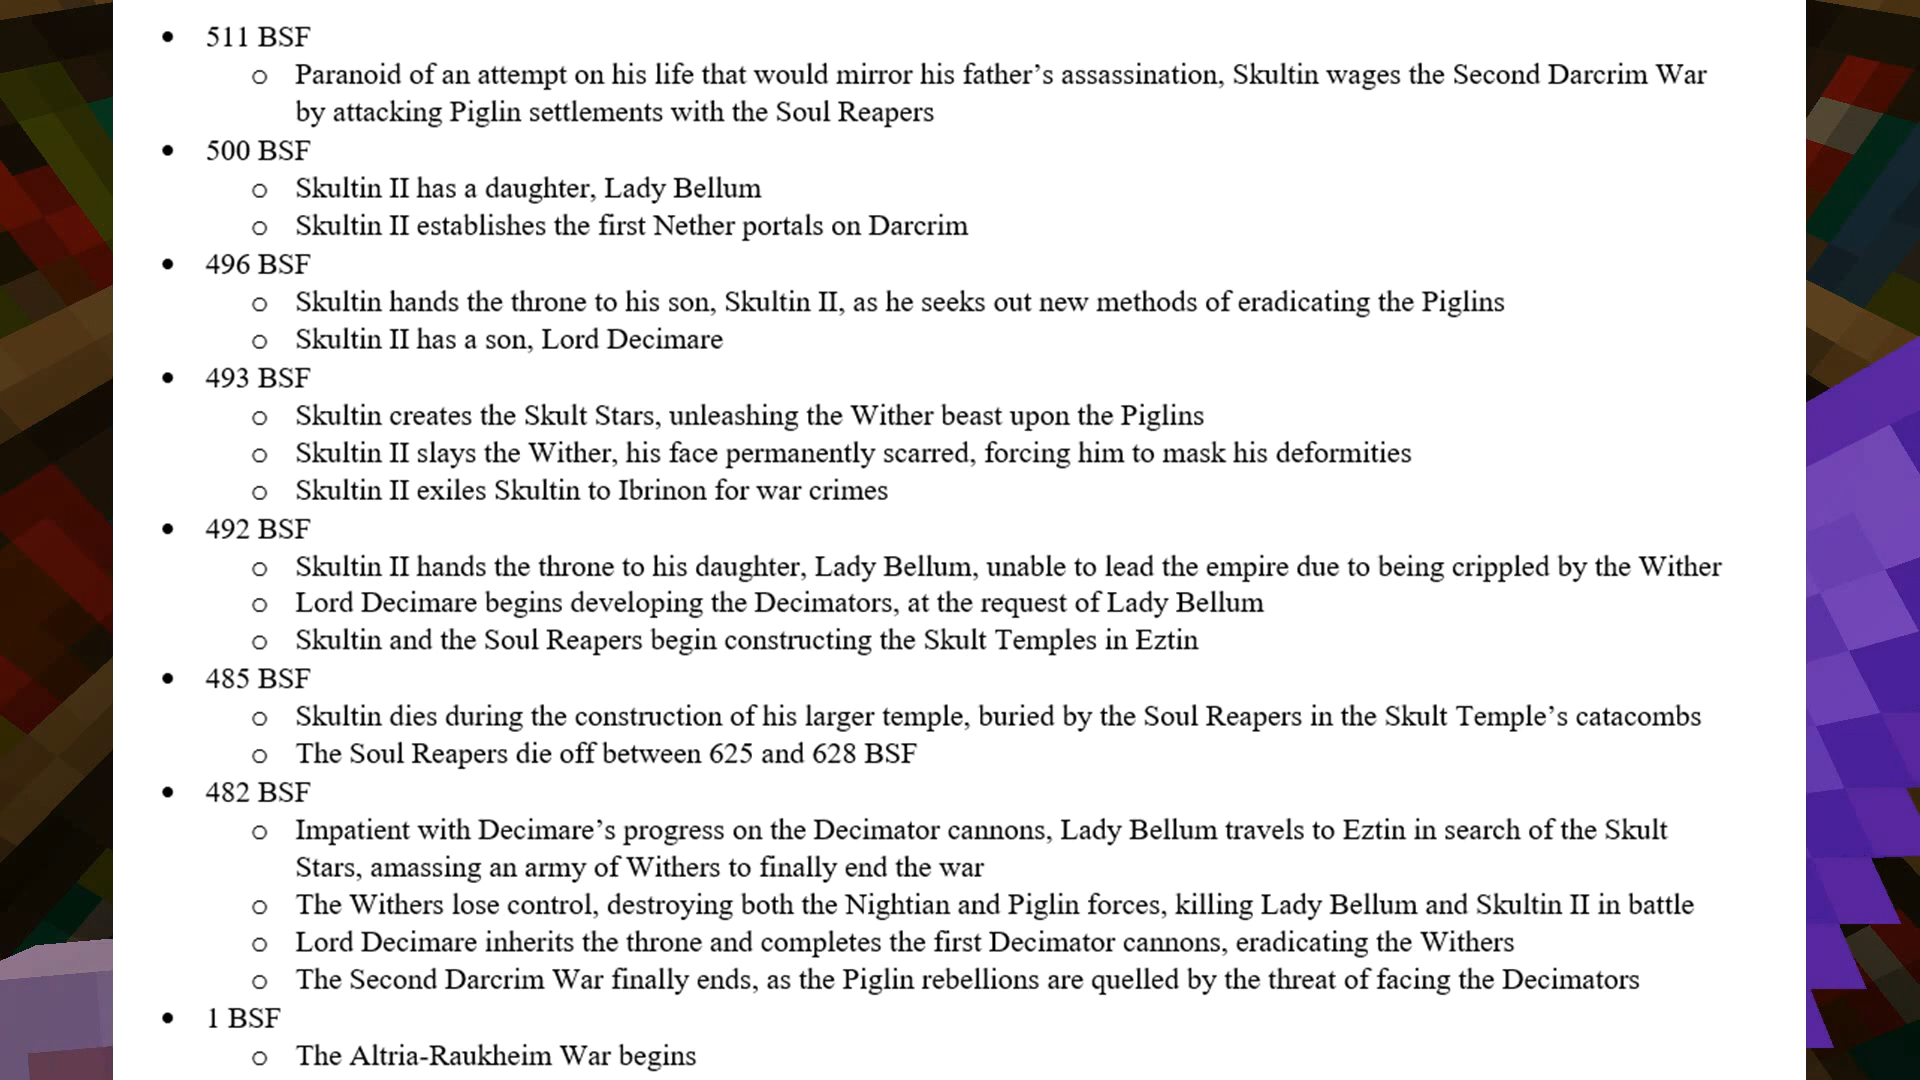 • 511 BSF
o Paranoid of an attempt on his life that would mirror his father’s assassination, Skultin wages the Second Darcrim War
by attacking Piglin settlements with the Soul Reapers
• 500 BSF
o Skultin II has a daughter, Lady Bellum
o Skultin II establishes the first Nether portals on Darcrim
• 496 BSF
o Skultin hands the throne to his son, Skultin II, as he seeks out new methods of eradicating the Piglins
o Skultin II has a son, Lord Decimare
• 493 BSF
o Skultin creates the Skult Stars, unleashing the Wither beast upon the Piglins
o Skultin II slays the Wither, his face permanently scarred, forcing him to mask his deformities
o Skultin II exiles Skultin to Ibrinon for war crimes
• 492 BSF
o Skultin II hands the throne to his daughter, Lady Bellum, unable to lead the empire due to being crippled by the Wither
o Lord Decimare begins developing the Decimators, at the request of Lady Bellum
o Skultin and the Soul Reapers begin constructing the Skult Temples in Eztin
• 485 BSF
o Skultin dies during the construction of his larger temple, buried by the Soul Reapers in the Skult Temple’s catacombs
o The Soul Reapers die off between 625 and 628 BSF
• 482 BSF
o Impatient with Decimare’s progress on the Decimator cannons, Lady Bellum travels to Eztin in search of the Skult
Stars, amassing an army of Withers to finally end the war
o The Withers lose control, destroying both the Nightian and Piglin forces, killing Lady Bellum and Skultin II in battle
o Lord Decimare inherits the throne and completes the first Decimator cannons, eradicating the Withers
o The Second Darcrim War finally ends, as the Piglin rebellions are quelled by the threat of facing the Decimators
• 1 BSF
o The Altria-Raukheim War begins